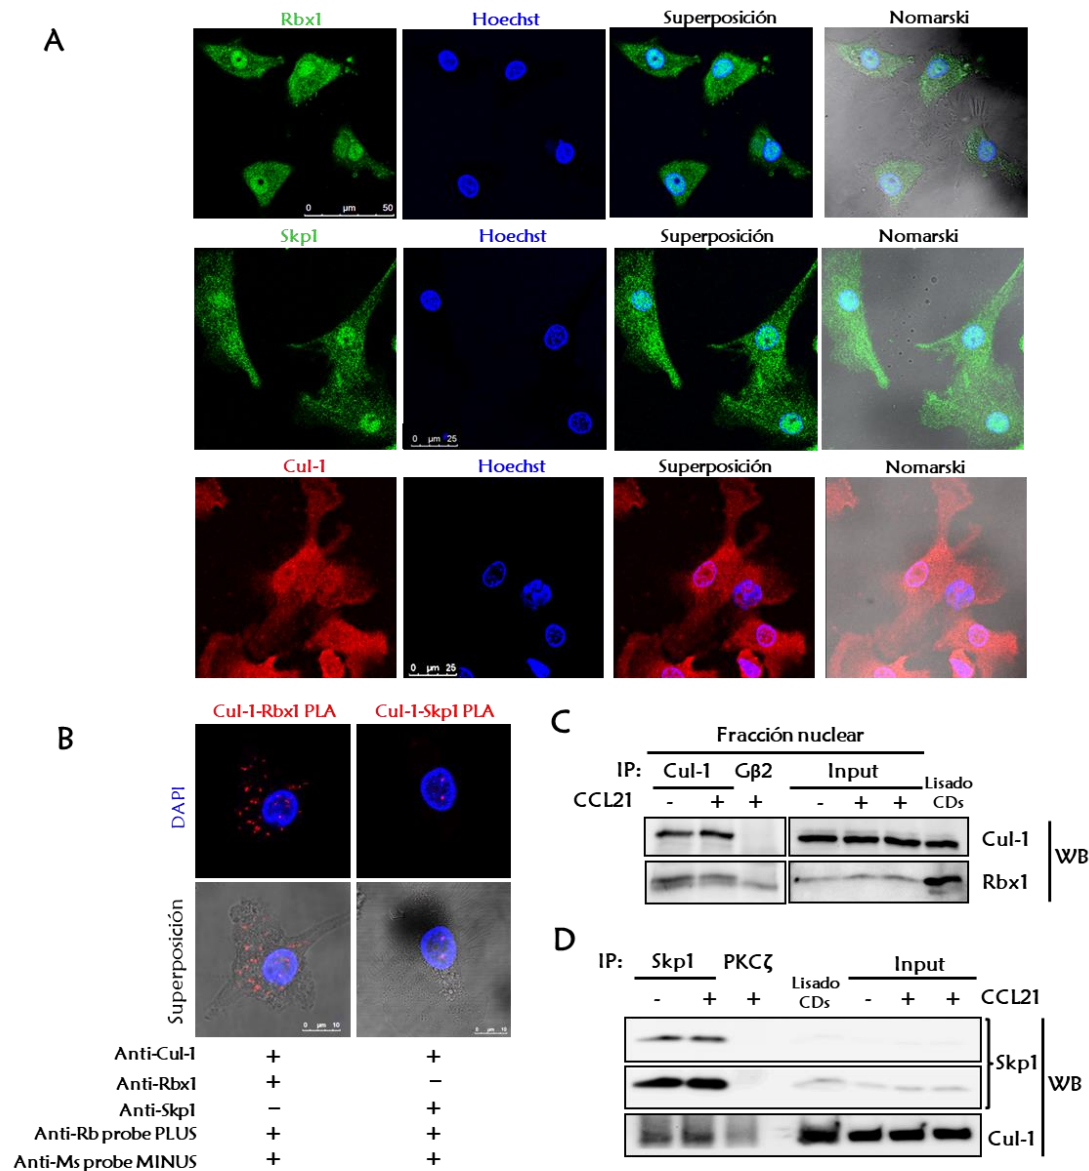 A
Rbx1 Hoechst Superposición Nomarski
0 µm 50
Skp1 Hoechst Superposición Nomarski
0 µm 25
Cul-1 Hoechst Superposición Nomarski
0 µm 25
B
Cul-1-Rbx1 PLA Cul-1-Skp1 PLA
DAPI
Superposición
0 µm 10
0 µm 10
Anti-Cul-1 + +
Anti-Rbx1 + –
Anti-Skp1 – +
Anti-Rb probe PLUS + +
Anti-Ms probe MINUS + +
C
Fracción nuclear
IP: Cul-1 Gβ2 Input Lisado CDs
CCL21 - + + - + +
Cul-1
Rbx1
WB
D
IP: Skp1 PKCζ Lisado CDs Input
- + + - + + CCL21
Skp1
Cul-1
WB